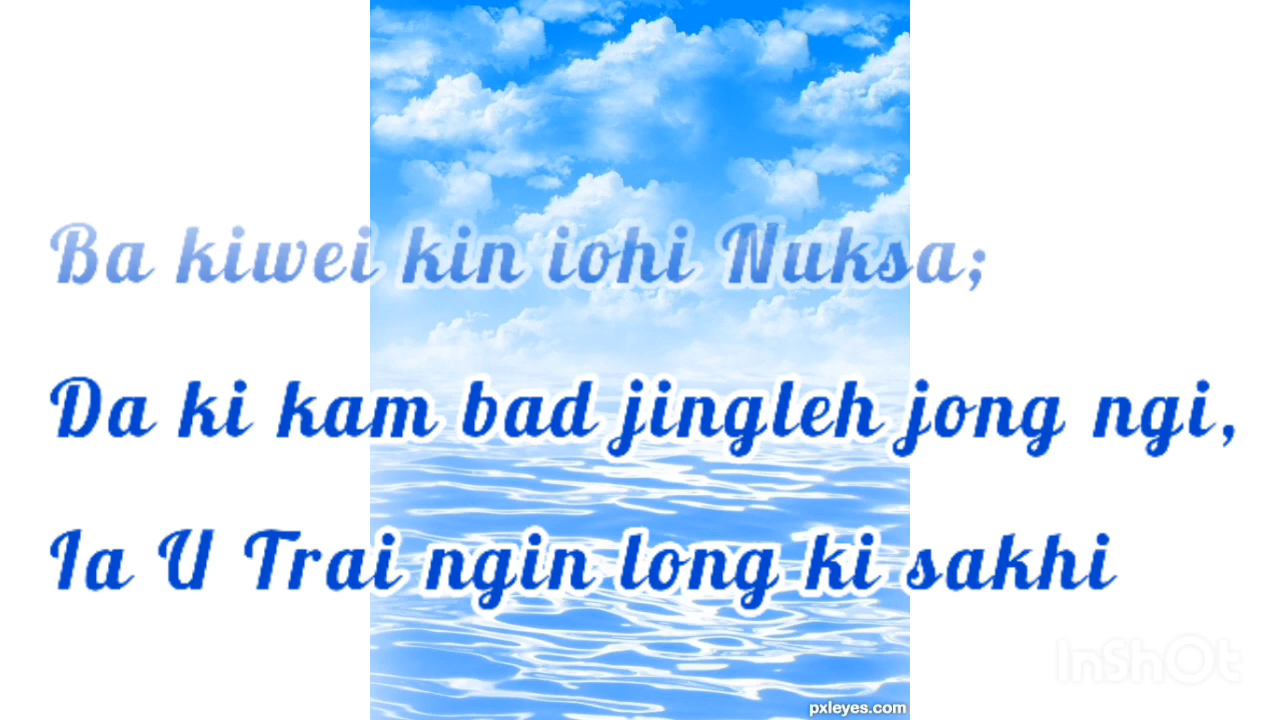 Ba kiwei kin iohi Nuksa;
Da ki kam bad jingleh jong ngi,
Ia U Trai ngin long ki sakhi
InShOt
pxleyes.com